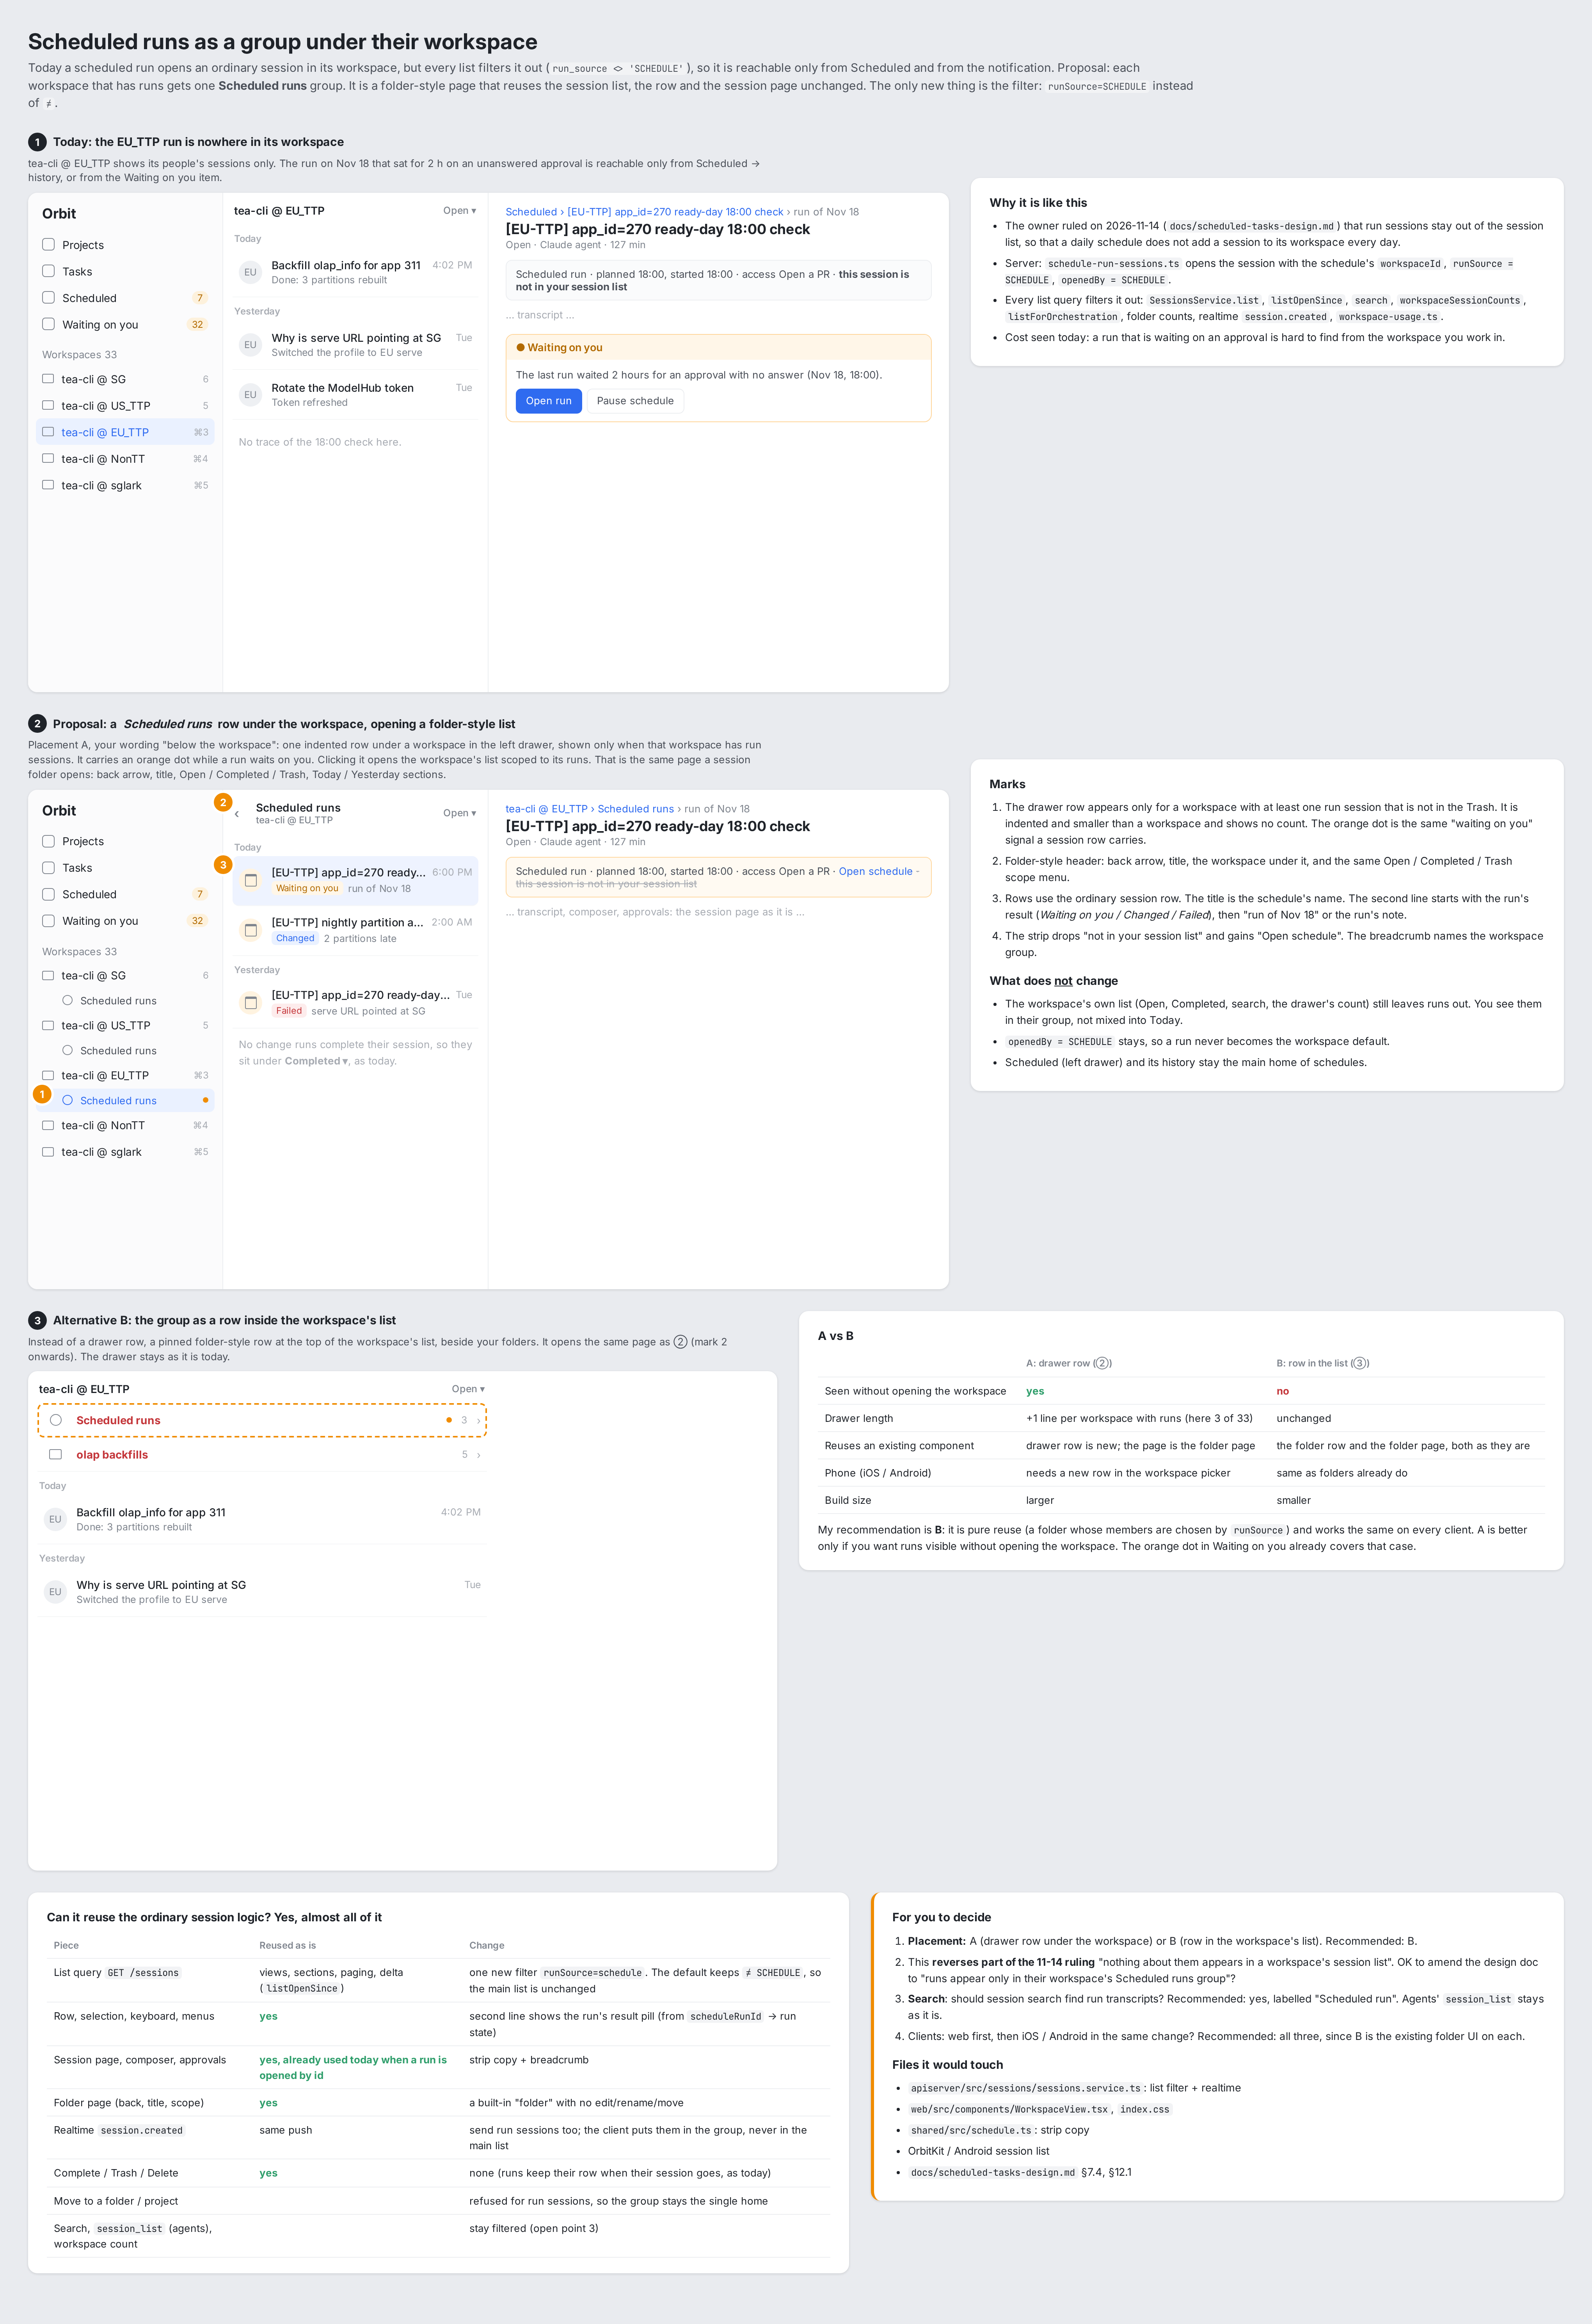 Scheduled runs as a group under their workspace
Today a scheduled run opens an ordinary session in its workspace, but every list filters it out ( run_source <> 'SCHEDULE' ), so it is reachable only from Scheduled and from the notification. Proposal: each
workspace that has runs gets one Scheduled runs group. It is a folder-style page that reuses the session list, the row and the session page unchanged. The only new thing is the filter: runSource=SCHEDULE instead
of ≠ .
1 Today: the EU_TTP run is nowhere in its workspace
tea-cli @ EU_TTP shows its people's sessions only. The run on Nov 18 that sat for 2 h on an unanswered approval is reachable only from Scheduled →
history, or from the Waiting on you item.
Orbit
Projects
Tasks
Scheduled 7
Waiting on you 32
Workspaces 33
tea-cli @ SG 6
tea-cli @ US_TTP 5
tea-cli @ EU_TTP ⌘3
tea-cli @ NonTT ⌘4
tea-cli @ sglark ⌘5
tea-cli @ EU_TTP Open ▾
Today
EU Backfill olap_info for app 311 4:02 PM
Done: 3 partitions rebuilt
Yesterday
EU Why is serve URL pointing at SG Tue
Switched the profile to EU serve
EU Rotate the ModelHub token Tue
Token refreshed
No trace of the 18:00 check here.
Scheduled › [EU-TTP] app_id=270 ready-day 18:00 check › run of Nov 18
[EU-TTP] app_id=270 ready-day 18:00 check
Open · Claude agent · 127 min
Scheduled run · planned 18:00, started 18:00 · access Open a PR · this session is
not in your session list
... transcript ...
Waiting on you
The last run waited 2 hours for an approval with no answer (Nov 18, 18:00).
Open run Pause schedule
Why it is like this
• The owner ruled on 2026-11-14 ( docs/scheduled-tasks-design.md ) that run sessions stay out of the session
list, so that a daily schedule does not add a session to its workspace every day.
• Server: schedule-run-sessions.ts opens the session with the schedule's workspaceId , runSource =
SCHEDULE , openedBy = SCHEDULE .
• Every list query filters it out: SessionsService.list , listOpenSince , search , workspaceSessionCounts ,
listForOrchestration , folder counts, realtime session.created , workspace-usage.ts .
• Cost seen today: a run that is waiting on an approval is hard to find from the workspace you work in.
2 Proposal: a Scheduled runs row under the workspace, opening a folder-style list
Placement A, your wording "below the workspace": one indented row under a workspace in the left drawer, shown only when that workspace has run
sessions. It carries an orange dot while a run waits on you. Clicking it opens the workspace's list scoped to its runs. That is the same page a session
folder opens: back arrow, title, Open / Completed / Trash, Today / Yesterday sections.
Orbit
Projects
Tasks
Scheduled 7
Waiting on you 32
Workspaces 33
tea-cli @ SG 6
Scheduled runs
tea-cli @ US_TTP 5
Scheduled runs
tea-cli @ EU_TTP ⌘3
1 Scheduled runs
tea-cli @ NonTT ⌘4
tea-cli @ sglark ⌘5
2 ‹ Scheduled runs Open ▾
tea-cli @ EU_TTP
Today
3 [EU-TTP] app_id=270 ready... 6:00 PM
Waiting on you run of Nov 18
[EU-TTP] nightly partition a... 2:00 AM
Changed 2 partitions late
Yesterday
[EU-TTP] app_id=270 ready-day... Tue
Failed serve URL pointed at SG
No change runs complete their session, so they
sit under Completed ▾, as today.
tea-cli @ EU_TTP › Scheduled runs › run of Nov 18
[EU-TTP] app_id=270 ready-day 18:00 check
Open · Claude agent · 127 min
Scheduled run · planned 18:00, started 18:00 · access Open a PR · Open schedule ·
this session is not in your session list
... transcript, composer, approvals: the session page as it is ...
Marks
1. The drawer row appears only for a workspace with at least one run session that is not in the Trash. It is
indented and smaller than a workspace and shows no count. The orange dot is the same "waiting on you"
signal a session row carries.
2. Folder-style header: back arrow, title, the workspace under it, and the same Open / Completed / Trash
scope menu.
3. Rows use the ordinary session row. The title is the schedule's name. The second line starts with the run's
result (Waiting on you / Changed / Failed), then "run of Nov 18" or the run's note.
4. The strip drops "not in your session list" and gains "Open schedule". The breadcrumb names the workspace
group.
What does not change
• The workspace's own list (Open, Completed, search, the drawer's count) still leaves runs out. You see them
in their group, not mixed into Today.
• openedBy = SCHEDULE stays, so a run never becomes the workspace default.
• Scheduled (left drawer) and its history stay the main home of schedules.
3 Alternative B: the group as a row inside the workspace's list
Instead of a drawer row, a pinned folder-style row at the top of the workspace's list, beside your folders. It opens the same page as ② (mark 2
onwards). The drawer stays as it is today.
tea-cli @ EU_TTP Open ▾
Scheduled runs 3 ›
olap backfills 5 ›
Today
EU Backfill olap_info for app 311 4:02 PM
Done: 3 partitions rebuilt
Yesterday
EU Why is serve URL pointing at SG Tue
Switched the profile to EU serve
A vs B
A: drawer row (②) B: row in the list (③)
Seen without opening the workspace yes no
Drawer length +1 line per workspace with runs (here 3 of 33) unchanged
Reuses an existing component drawer row is new; the page is the folder page the folder row and the folder page, both as they are
Phone (iOS / Android) needs a new row in the workspace picker same as folders already do
Build size larger smaller
My recommendation is B: it is pure reuse (a folder whose members are chosen by runSource ) and works the same on every client. A is better
only if you want runs visible without opening the workspace. The orange dot in Waiting on you already covers that case.
Can it reuse the ordinary session logic? Yes, almost all of it
Piece Reused as is Change
List query GET /sessions views, sections, paging, delta ( listOpenSince ) one new filter runSource=schedule . The default keeps ≠ SCHEDULE , so the main list is unchanged
Row, selection, keyboard, menus yes second line shows the run's result pill (from scheduleRunId → run state)
Session page, composer, approvals yes, already used today when a run is opened by id strip copy + breadcrumb
Folder page (back, title, scope) yes a built-in "folder" with no edit/rename/move
Realtime session.created same push send run sessions too; the client puts them in the group, never in the main list
Complete / Trash / Delete yes none (runs keep their row when their session goes, as today)
Move to a folder / project refused for run sessions, so the group stays the single home
Search, session_list (agents), workspace count stay filtered (open point 3)
For you to decide
1. Placement: A (drawer row under the workspace) or B (row in the workspace's list). Recommended: B.
2. This reverses part of the 11-14 ruling "nothing about them appears in a workspace's session list". OK to amend the design doc
to "runs appear only in their workspace's Scheduled runs group"?
3. Search: should session search find run transcripts? Recommended: yes, labelled "Scheduled run". Agents' session_list stays
as it is.
4. Clients: web first, then iOS / Android in the same change? Recommended: all three, since B is the existing folder UI on each.
Files it would touch
• apiserver/src/sessions/sessions.service.ts : list filter + realtime
• web/src/components/WorkspaceView.tsx , index.css
• shared/src/schedule.ts : strip copy
• OrbitKit / Android session list
• docs/scheduled-tasks-design.md §7.4, §12.1